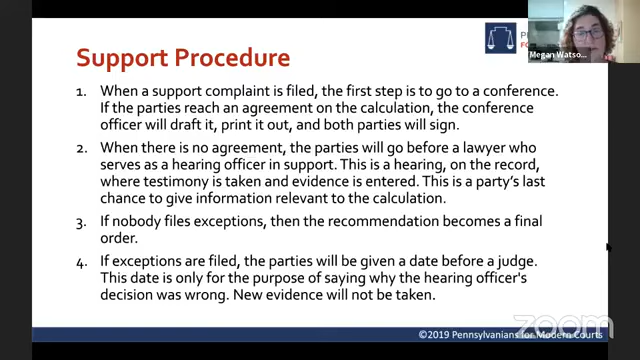 Megan Watso...
Support Procedure
1. When a support complaint is filed, the first step is to go to a conference.
If the parties reach an agreement on the calculation, the conference
officer will draft it, print it out, and both parties will sign.
2. When there is no agreement, the parties will go before a lawyer who
serves as a hearing officer in support. This is a hearing, on the record,
where testimony is taken and evidence is entered. This is a party's last
chance to give information relevant to the calculation.
3. If nobody files exceptions, then the recommendation becomes a final
order.
4. If exceptions are filed, the parties will be given a date before a judge.
This date is only for the purpose of saying why the hearing officer's
decision was wrong. New evidence will not be taken.
zoom
©2019 Pennsylvanians for Modern Courts